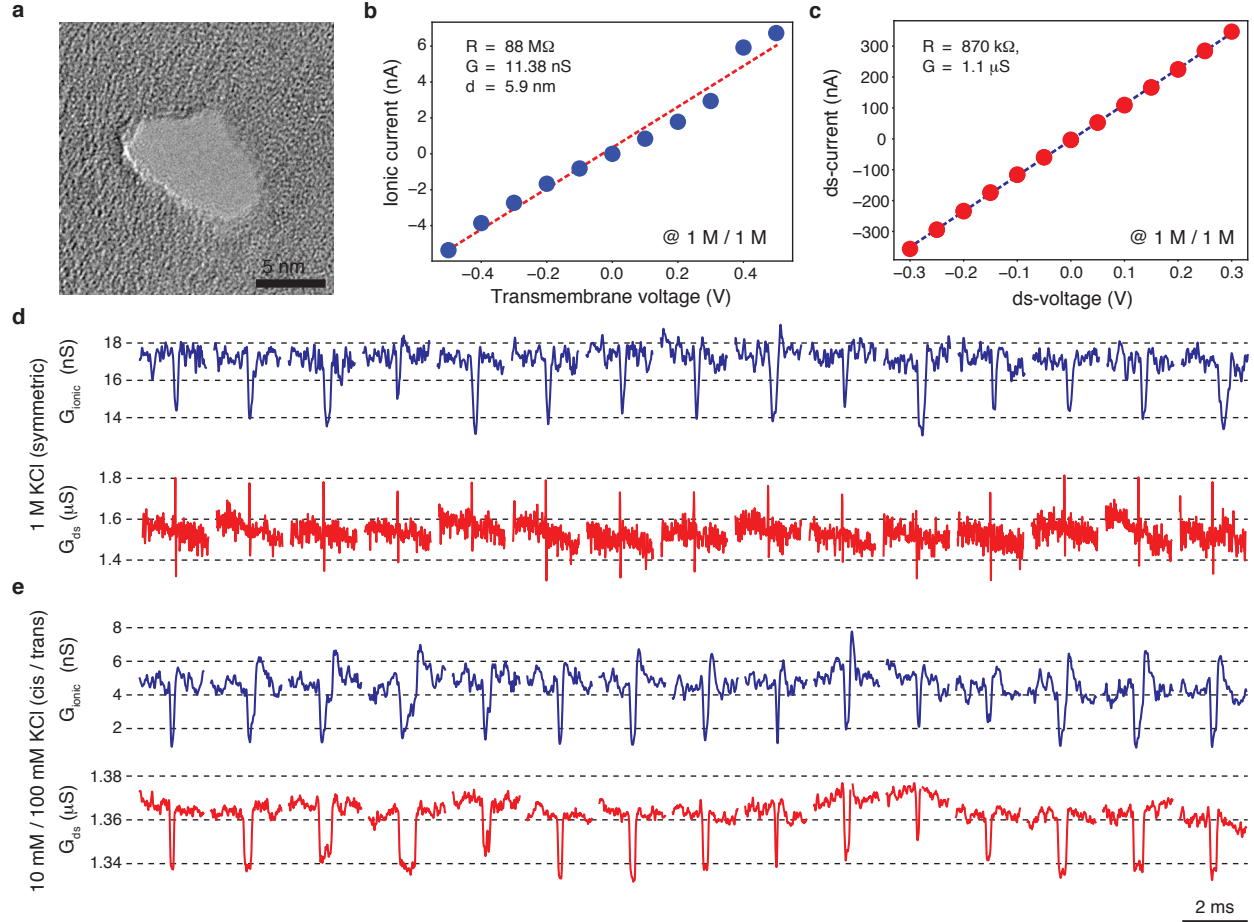 a
5 nm
b
R = 88 MΩ
G = 11.38 nS
d = 5.9 nm
Ionic current (nA)
6
4
2
0
−2
−4
−0.4 −0.2 0.0 0.2 0.4
@ 1 M / 1 M
Transmembrane voltage (V)
c
R = 870 kΩ,
G = 1.1 μS
ds-current (nA)
300
200
100
0
−100
−200
−300
−0.3 −0.2 −0.1 0.0 0.1 0.2 0.3
@ 1 M / 1 M
ds-voltage (V)
d
1 M KCl (symmetric)
G_ionic (nS)
18
16
14
G_ds (μS)
1.8
1.6
1.4
e
10 mM / 100 mM KCl (cis / trans)
G_ionic (nS)
8
6
4
2
G_ds (μS)
1.38
1.36
1.34
2 ms